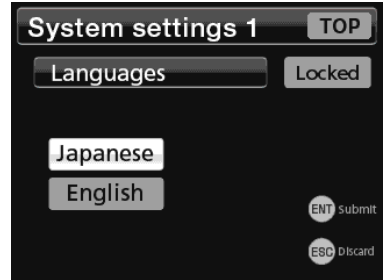 System settings 1 TOP
Languages Locked
Japanese
English
ENT Submit
ESC Discard